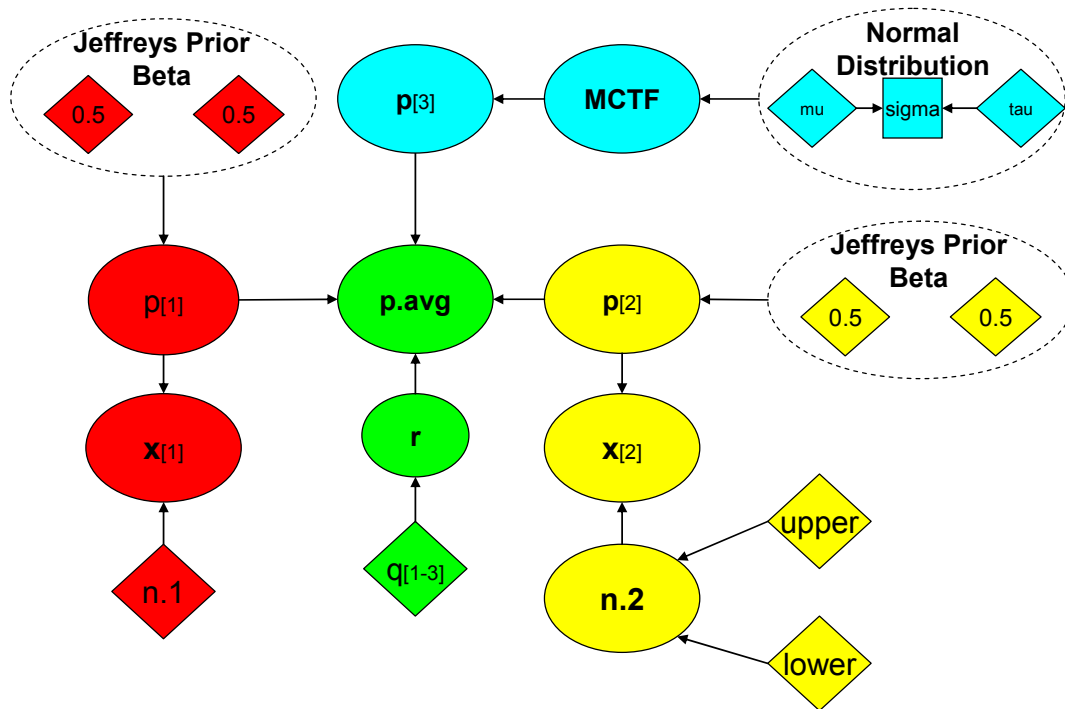 Jeffreys Prior
Beta
0.5 0.5
p[3]
MCTF
Normal
Distribution
mu sigma tau
p[1]
p.avg
p[2]
Jeffreys Prior
Beta
0.5 0.5
x[1]
r
x[2]
n.1
q[1-3]
n.2
upper
lower